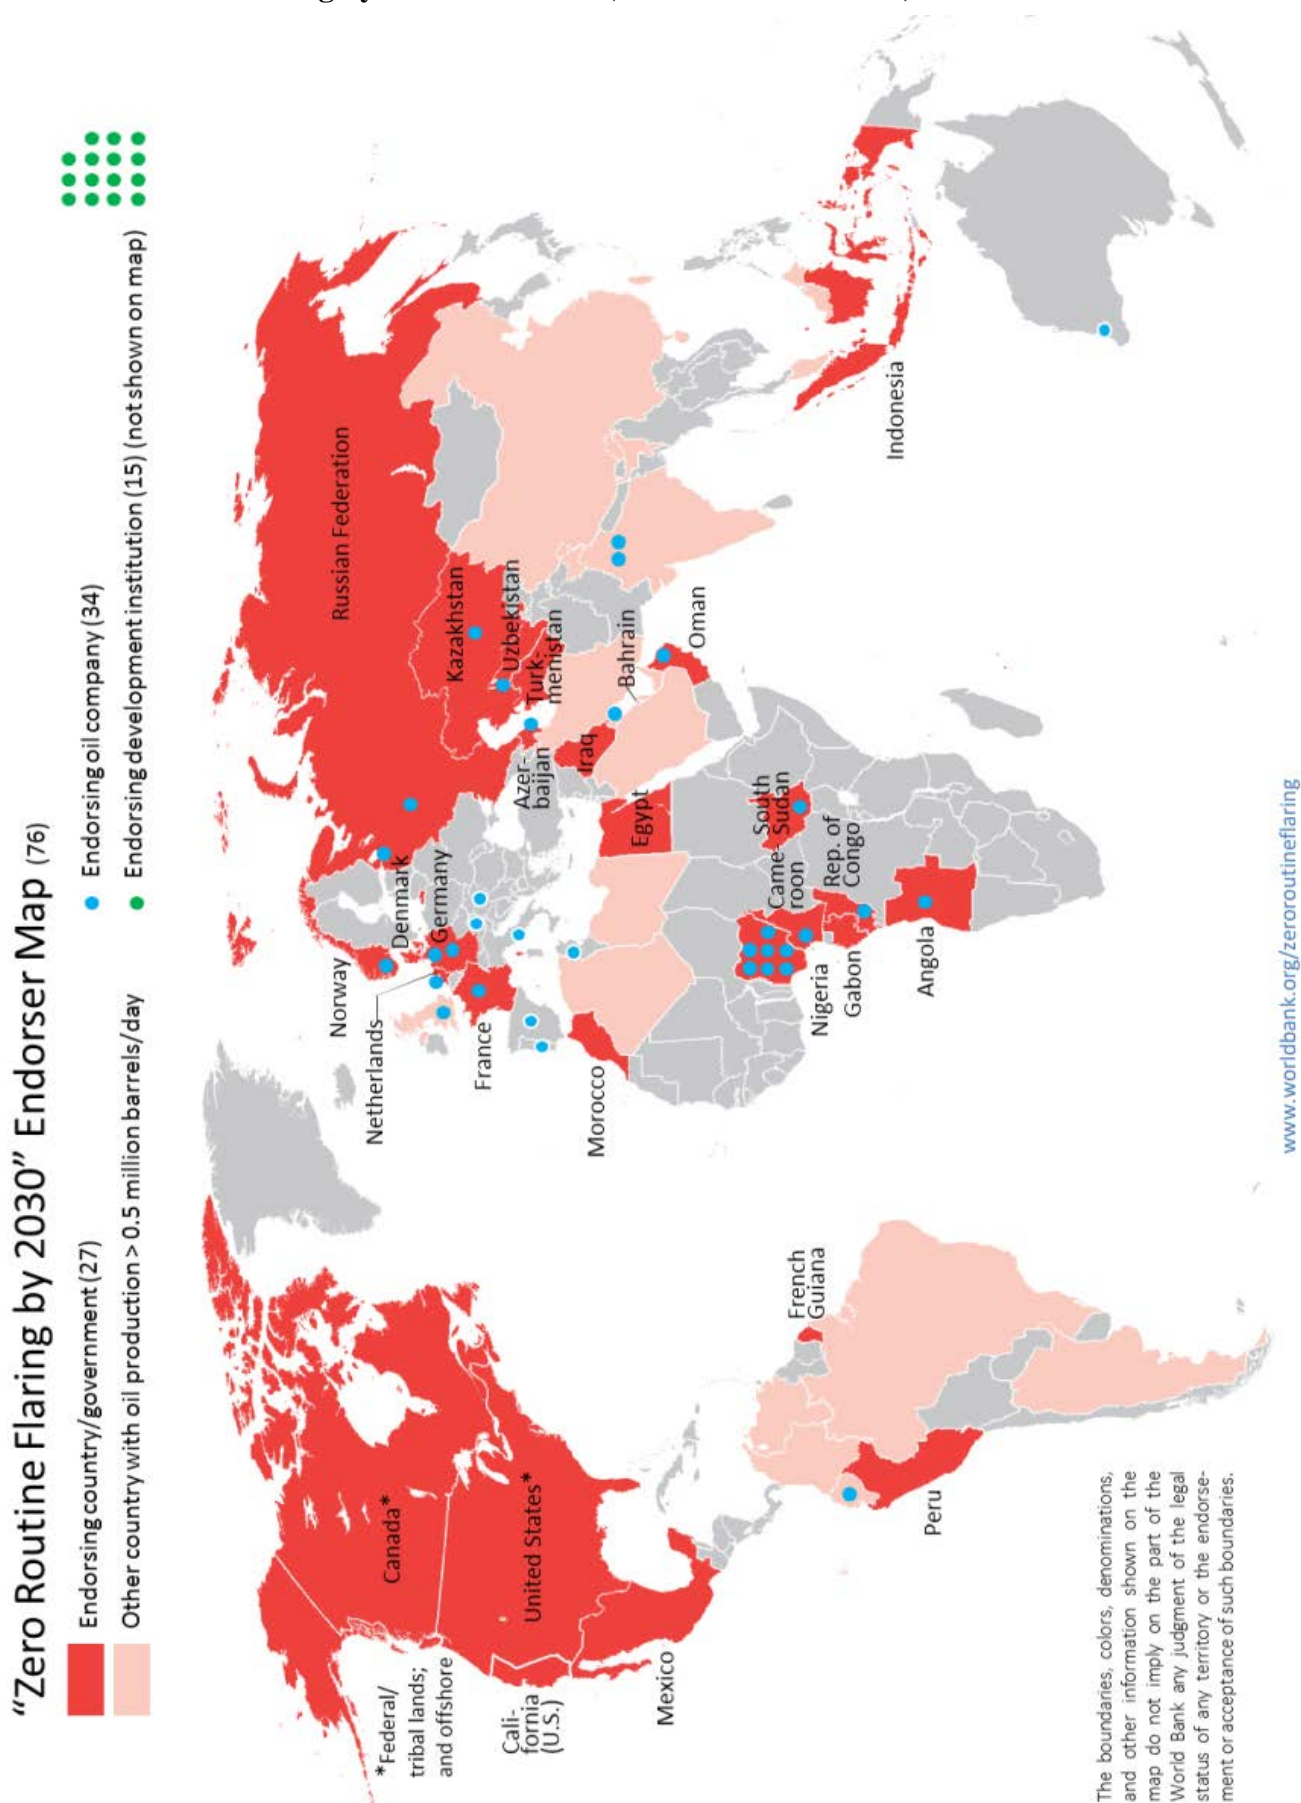 “Zero Routine Flaring by 2030” Endorser Map (76)
Endorsing country/government (27)
Endorsing oil company (34)
Other country with oil production > 0.5 million barrels/day
Endorsing development institution (15) (not shown on map)
*Federal/
tribal lands;
and offshore
Canada*
United States*
Cali-
fornia
(U.S.)
Mexico
French
Guiana
Peru
Norway
Netherlands
Denmark
Germany
France
Morocco
Russian Federation
Kazakhstan
Uzbekistan
Turk-
menistan
Azer-
baijan
Iraq
Bahrain
Oman
Egypt
South
Sudan
Came-
roon
Rep. of
Congo
Nigeria
Gabon
Angola
Indonesia
The boundaries, colors, denominations,
and other information shown on the
map do not imply on the part of the
World Bank any judgment of the legal
status of any territory or the endorse-
ment or acceptance of such boundaries.
www.worldbank.org/zeroroutineflaring